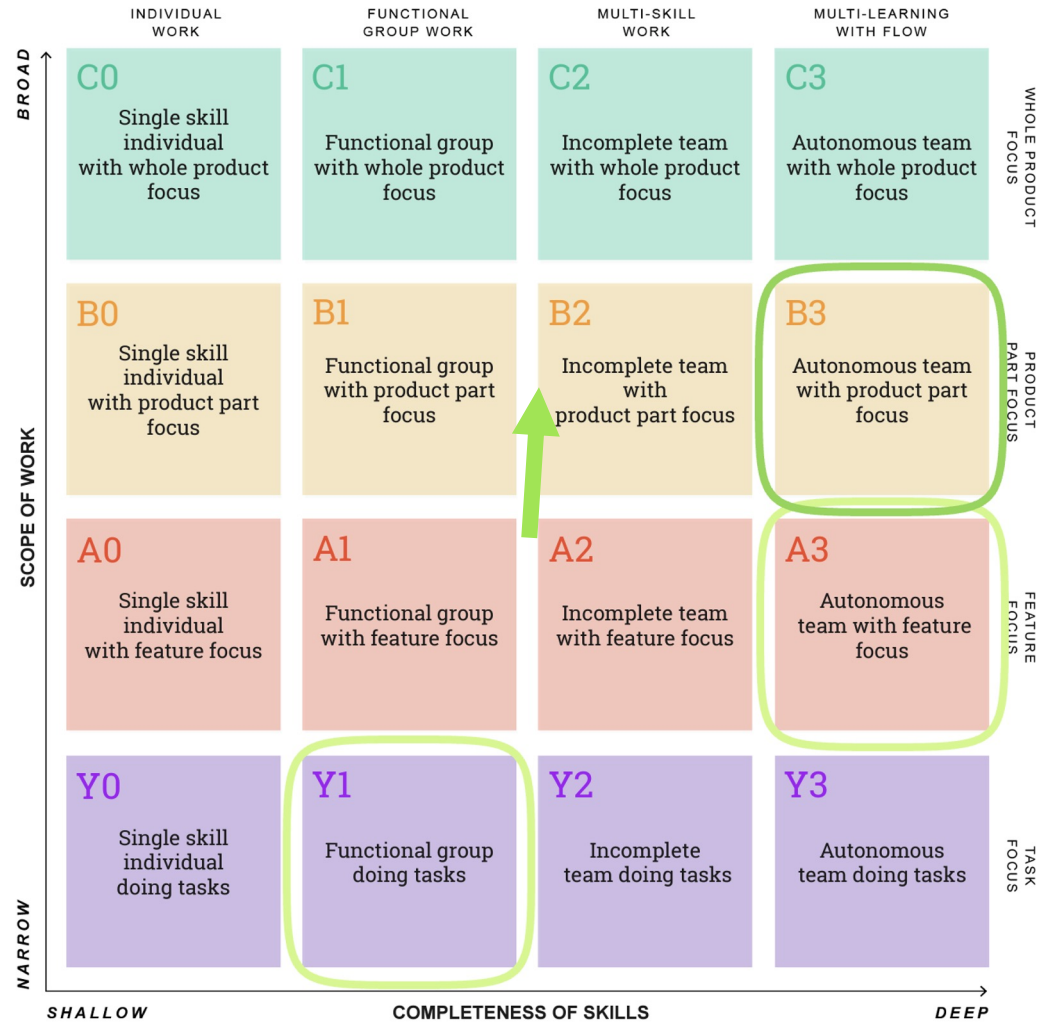 INDIVIDUAL
WORK
FUNCTIONAL
GROUP WORK
MULTI-SKILL
WORK
MULTI-LEARNING
WITH FLOW
BROAD
C0
Single skill
individual
with whole product
focus
C1
Functional group
with whole product
focus
C2
Incomplete team
with whole product
focus
C3
Autonomous team
with whole product
focus
WHOLE PRODUCT
FOCUS
B0
Single skill
individual
with product part
focus
B1
Functional group
with product part
focus
B2
Incomplete team
with
product part focus
B3
Autonomous team
with product part
focus
PRODUCT
PART FOCUS
SCOPE OF WORK
A0
Single skill
individual
with feature focus
A1
Functional group
with feature focus
A2
Incomplete team
with feature focus
A3
Autonomous
team with feature
focus
FEATURE
FOCUS
Y0
Single skill
individual
doing tasks
Y1
Functional group
doing tasks
Y2
Incomplete
team doing tasks
Y3
Autonomous
team doing tasks
TASK
FOCUS
NARROW
SHALLOW
COMPLETENESS OF SKILLS
DEEP